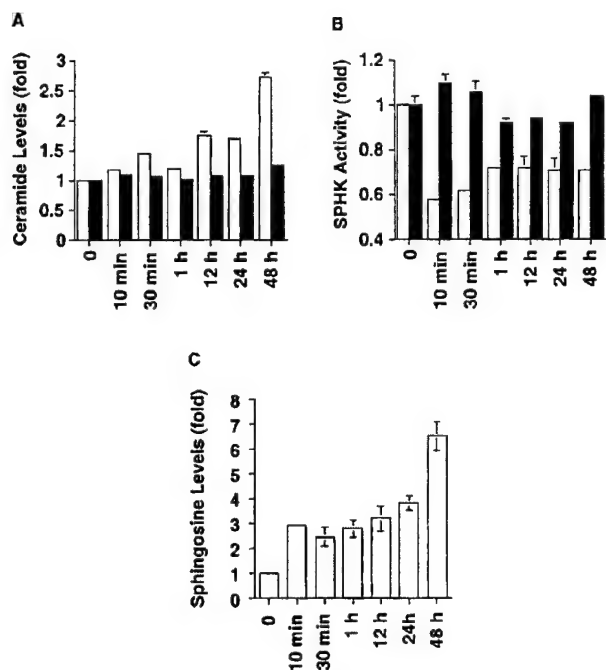 A
Ceramide Levels (fold)
3
2.5
2
1.5
1
0.5
0
0
10 min
30 min
1 h
12 h
24 h
48 h
B
SPHK Activity (fold)
1.2
1
0.8
0.6
0.4
0
10 min
30 min
1 h
12 h
24 h
48 h
C
Sphingosine Levels (fold)
8
7
6
5
4
3
2
1
0
0
10 min
30 min
1 h
12 h
24h
48 h